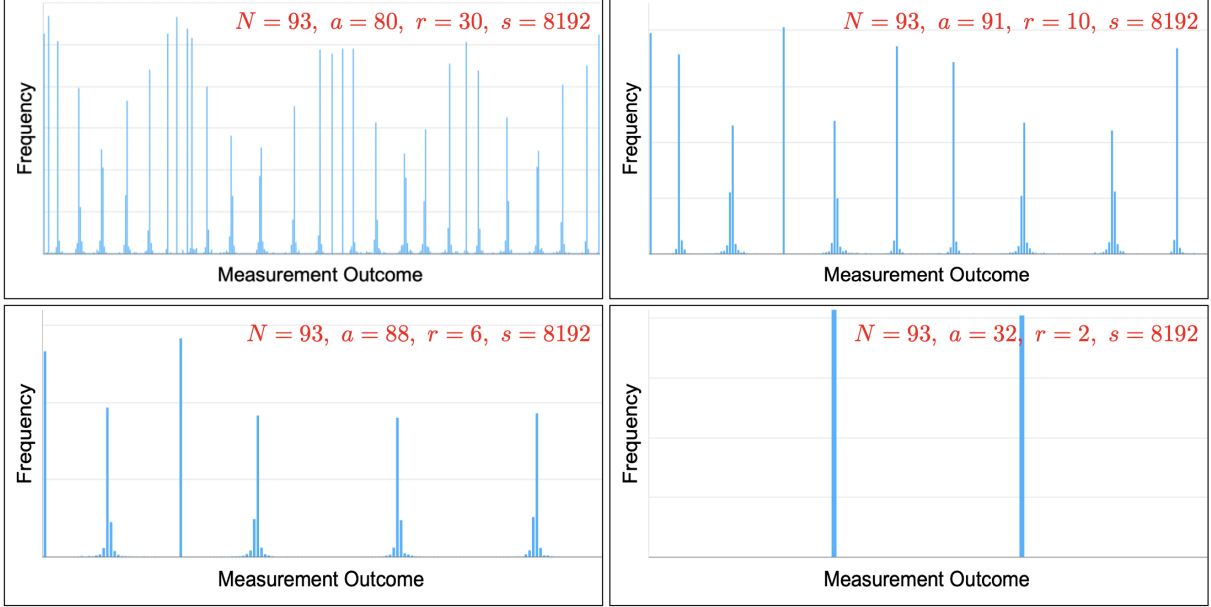 N = 93, a = 80, r = 30, s = 8192
Frequency
Measurement Outcome
N = 93, a = 91, r = 10, s = 8192
Frequency
Measurement Outcome
N = 93, a = 88, r = 6, s = 8192
Frequency
Measurement Outcome
N = 93, a = 32, r = 2, s = 8192
Frequency
Measurement Outcome